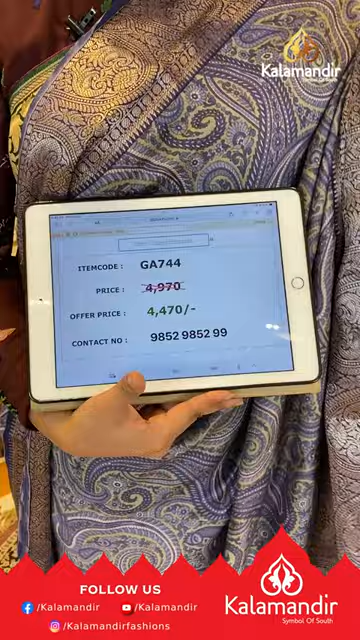 Kalamandir
ITEMCODE : GA744
PRICE : 4,970
OFFER PRICE : 4,470/-
CONTACT NO : 9852 9852 99
FOLLOW US
/Kalamandir /Kalamandir
/Kalamandirfashions
Kalamandir
Symbol Of South